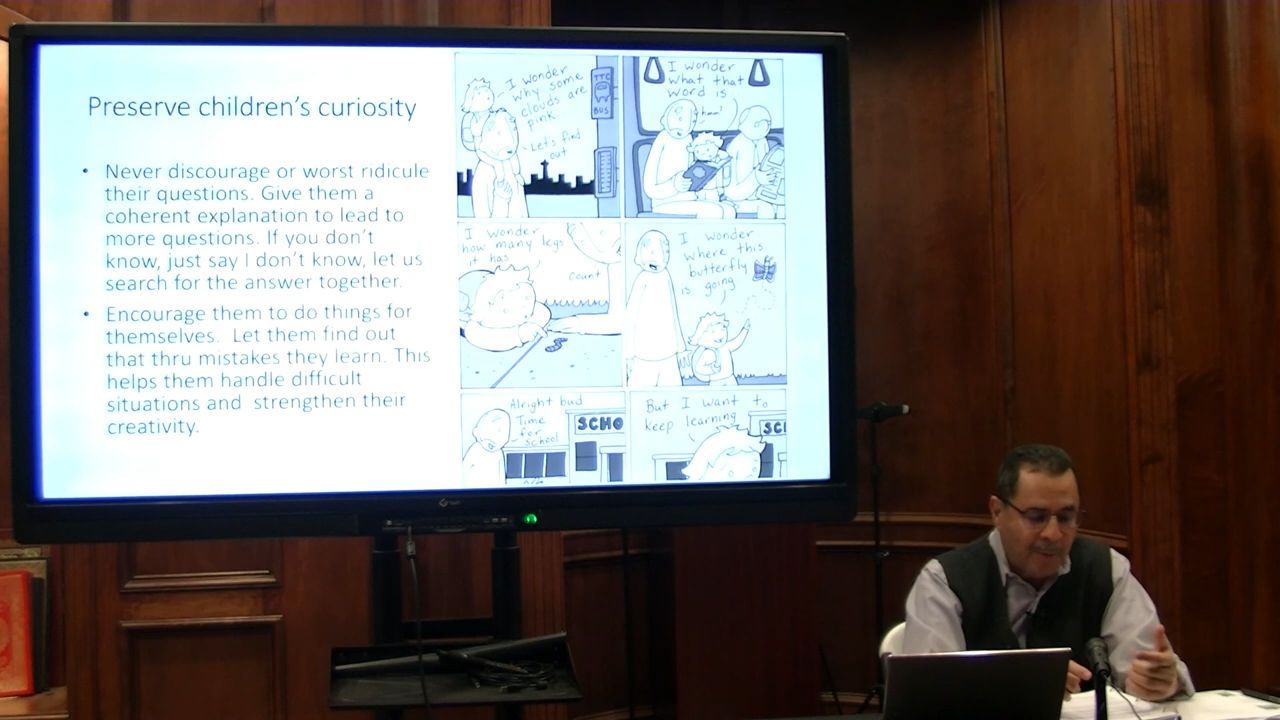 Preserve children's curiosity
• Never discourage or worst ridicule
their questions. Give them a
coherent explanation to lead to
more questions. If you don't
know, just say I don't know, let us
search for the answer together.
• Encourage them to do things for
themselves. Let them find out
that thru mistakes they learn. This
helps them handle difficult
situations and strengthen their
creativity.
I wonder
why some
clouds are
pink
Let's find
out
TTC
BUS
I wonder
what that
word is
hmm?
I wonder
how many legs
it has
Count
I wonder
where this
butterfly
is going
Alright bud
Time
for
school
SCHO
But I want to
keep learning
SCI